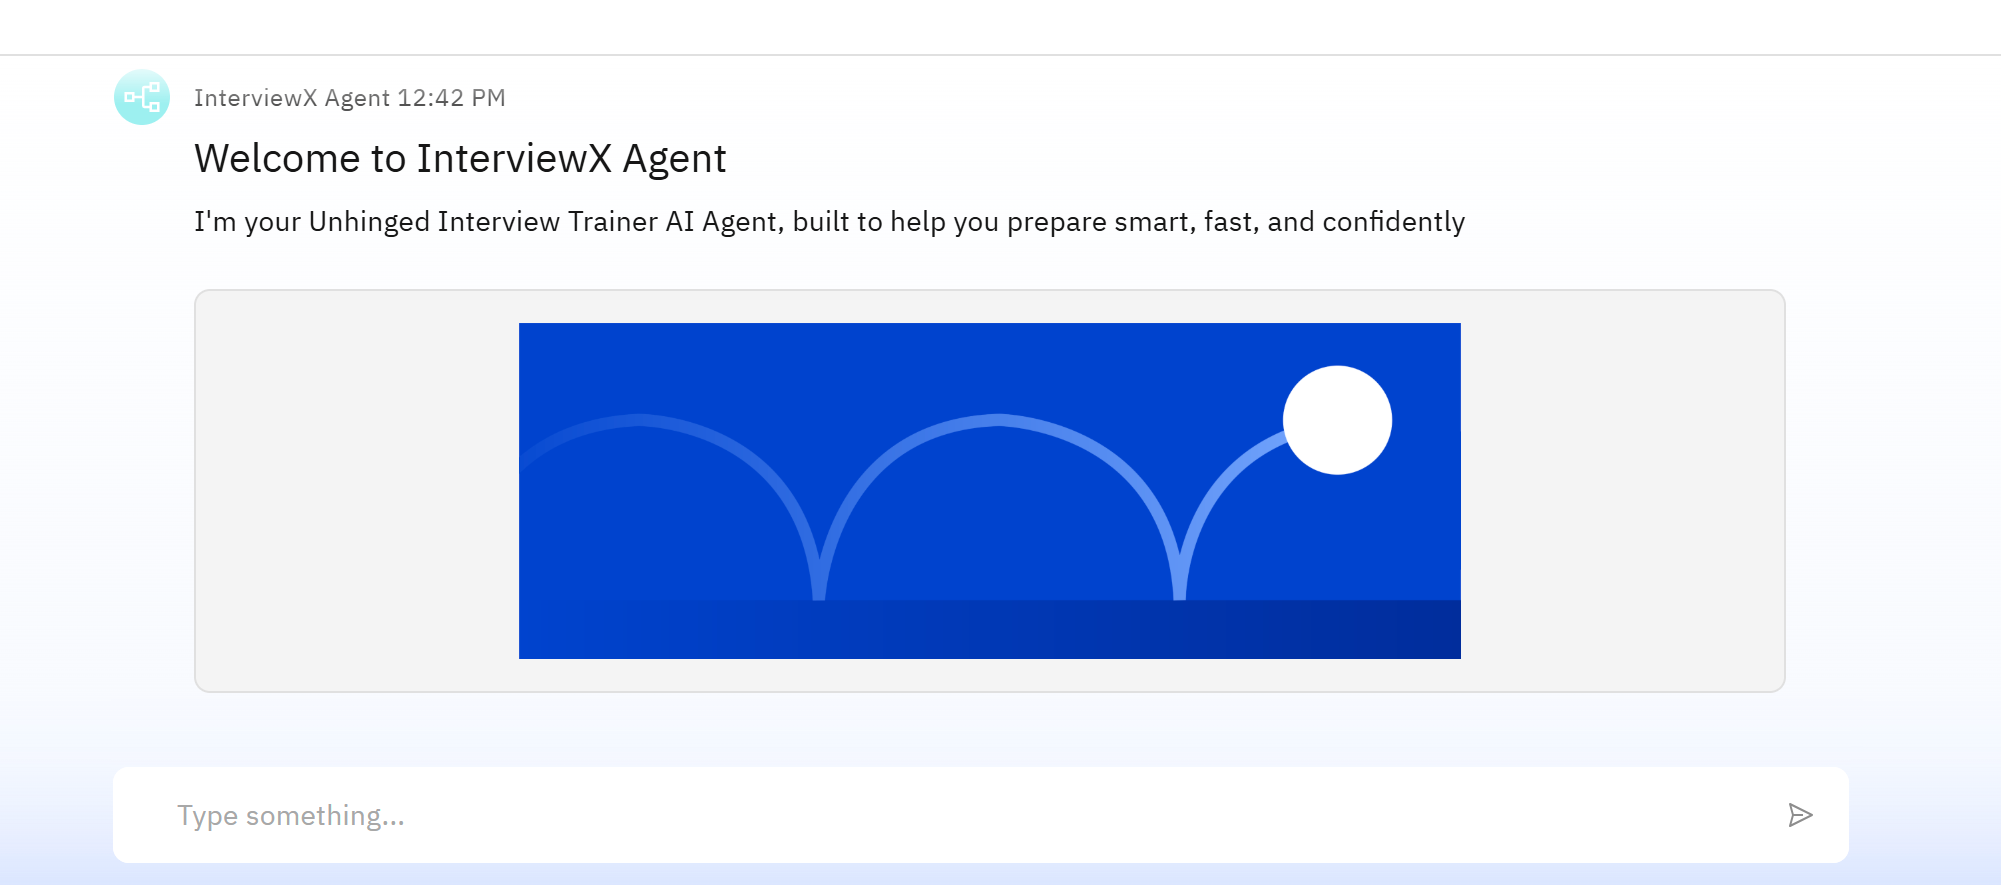 InterviewX Agent 12:42 PM
Welcome to InterviewX Agent
I'm your Unhinged Interview Trainer AI Agent, built to help you prepare smart, fast, and confidently
Type something...